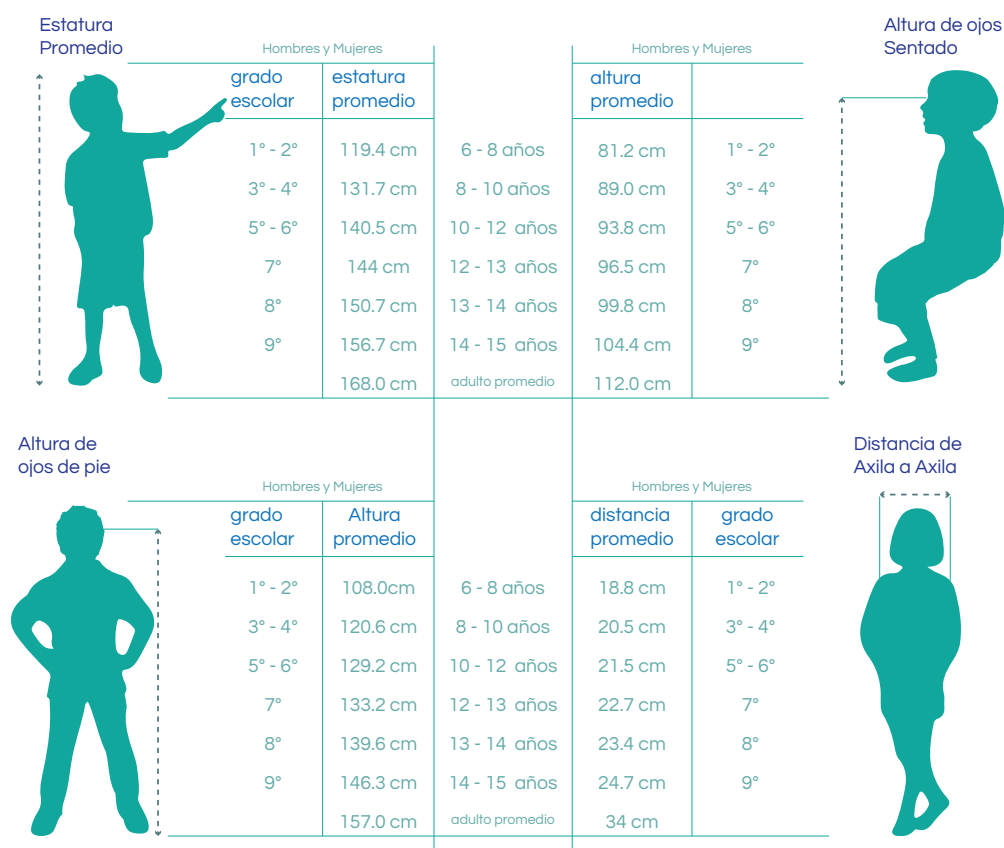 Estatura
Promedio
Altura de ojos
Sentado
Hombres y Mujeres
Hombres y Mujeres
grado
escolar
estatura
promedio
altura
promedio
1° - 2° 119.4 cm 6 - 8 años 81.2 cm 1° - 2°
3° - 4° 131.7 cm 8 - 10 años 89.0 cm 3° - 4°
5° - 6° 140.5 cm 10 - 12 años 93.8 cm 5° - 6°
7° 144 cm 12 - 13 años 96.5 cm 7°
8° 150.7 cm 13 - 14 años 99.8 cm 8°
9° 156.7 cm 14 - 15 años 104.4 cm 9°
168.0 cm adulto promedio 112.0 cm
Altura de
ojos de pie
Distancia de
Axila a Axila
Hombres y Mujeres
Hombres y Mujeres
grado
escolar
Altura
promedio
distancia
promedio
grado
escolar
1° - 2° 108.0cm 6 - 8 años 18.8 cm 1° - 2°
3° - 4° 120.6 cm 8 - 10 años 20.5 cm 3° - 4°
5° - 6° 129.2 cm 10 - 12 años 21.5 cm 5° - 6°
7° 133.2 cm 12 - 13 años 22.7 cm 7°
8° 139.6 cm 13 - 14 años 23.4 cm 8°
9° 146.3 cm 14 - 15 años 24.7 cm 9°
157.0 cm adulto promedio 34 cm